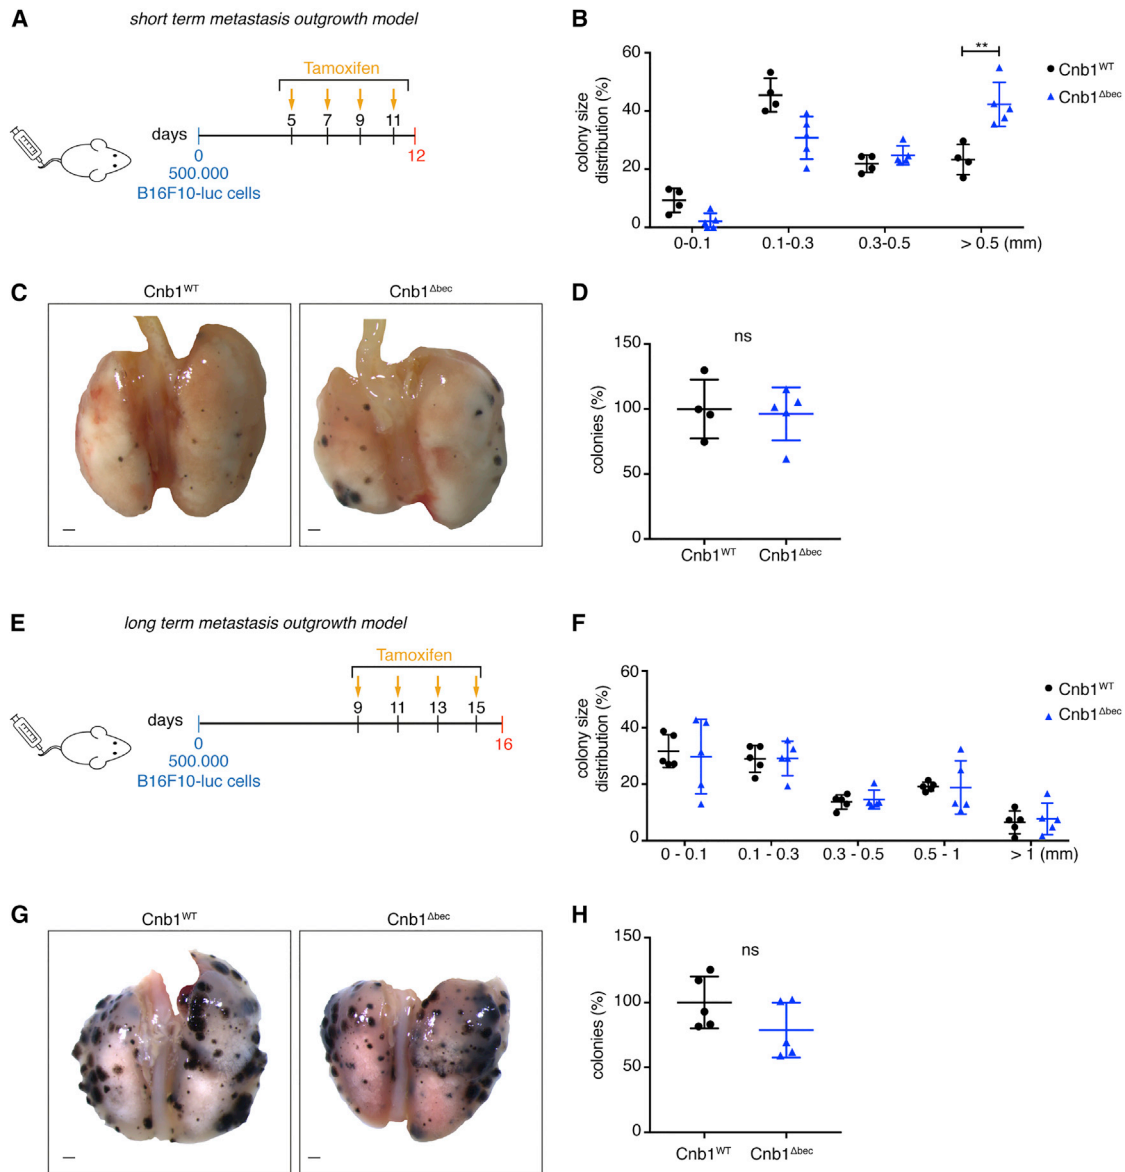 A
short term metastasis outgrowth model
Tamoxifen
5 7 9 11
days
0
12
500.000
B16F10-luc cells
B
60
40
20
0
colony size
distribution (%)
**
Cnb1WT
Cnb1Δbec
0-0.1 0.1-0.3 0.3-0.5 > 0.5 (mm)
C
Cnb1WT
Cnb1Δbec
D
150
100
50
0
colonies (%)
ns
Cnb1WT Cnb1Δbec
E
long term metastasis outgrowth model
Tamoxifen
9 11 13 15
days
0
16
500.000
B16F10-luc cells
F
60
40
20
0
colony size
distribution (%)
Cnb1WT
Cnb1Δbec
0 - 0.1 0.1 - 0.3 0.3 - 0.5 0.5 - 1 > 1 (mm)
G
Cnb1WT
Cnb1Δbec
H
150
100
50
0
colonies (%)
ns
Cnb1WT Cnb1Δbec